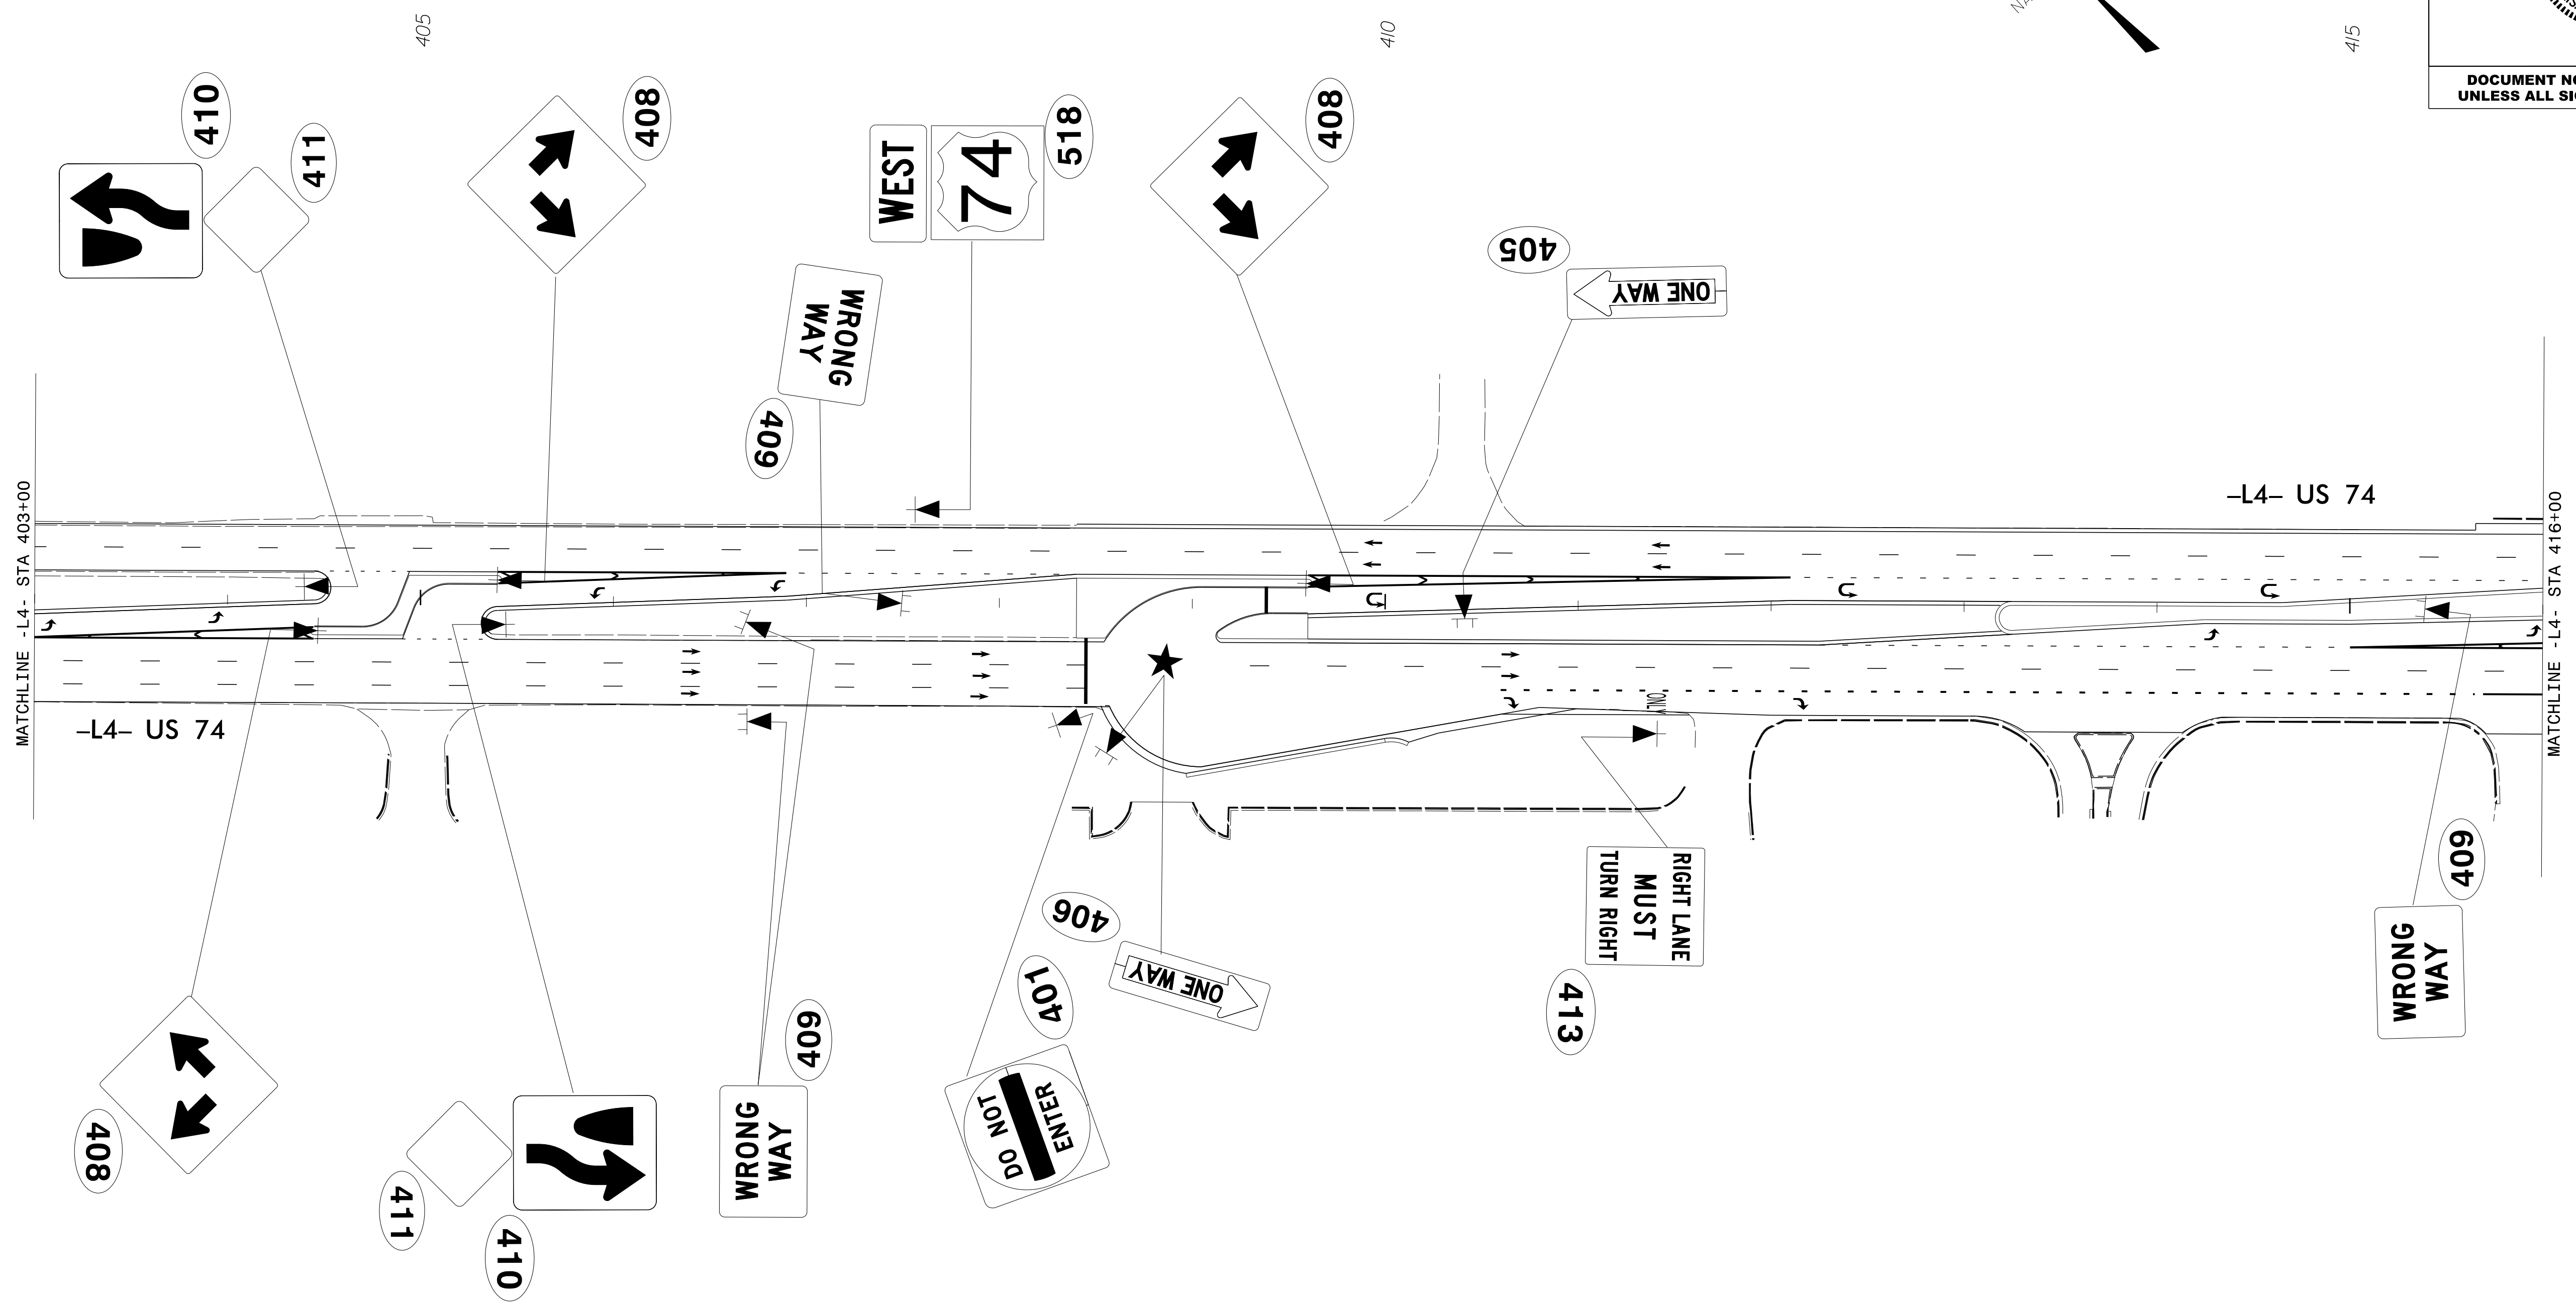 405
410
415
NA
DOCUMENT NO
UNLESS ALL SI
410
411
408
WEST
74
518
408
405
ONE WAY
WRONG
WAY
409
MATCHLINE -L4- STA 403+00
-L4- US 74
-L4- US 74
MATCHLINE -L4- STA 416+00
ONLY
408
411
410
409
WRONG
WAY
401
DO NOT
ENTER
406
ONE WAY
RIGHT LANE
MUST
TURN RIGHT
413
409
WRONG
WAY